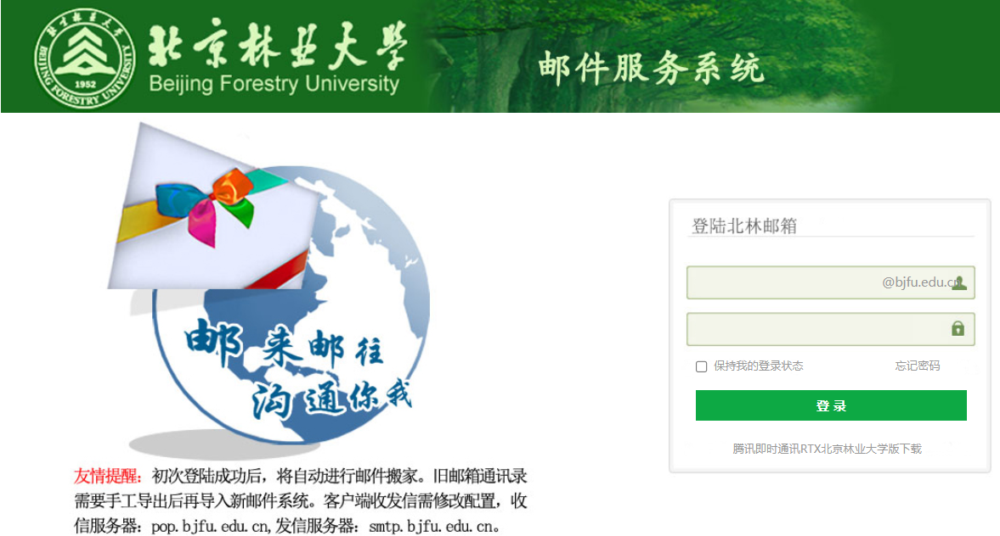 北京林业大学
BEIJING FORESTRY UNIVERSITY
1952
北京林业大学
Beijing Forestry University
邮件服务系统
邮来邮往
沟通你我
友情提醒：初次登陆成功后，将自动进行邮件搬家。旧邮箱通讯录
需要手工导出后再导入新邮件系统。客户端收发信需修改配置，收
信服务器：pop.bjfu.edu.cn,发信服务器：smtp.bjfu.edu.cn。
登陆北林邮箱
@bjfu.edu.cn
保持我的登录状态
忘记密码
登 录
腾讯即时通讯RTX北京林业大学版下载